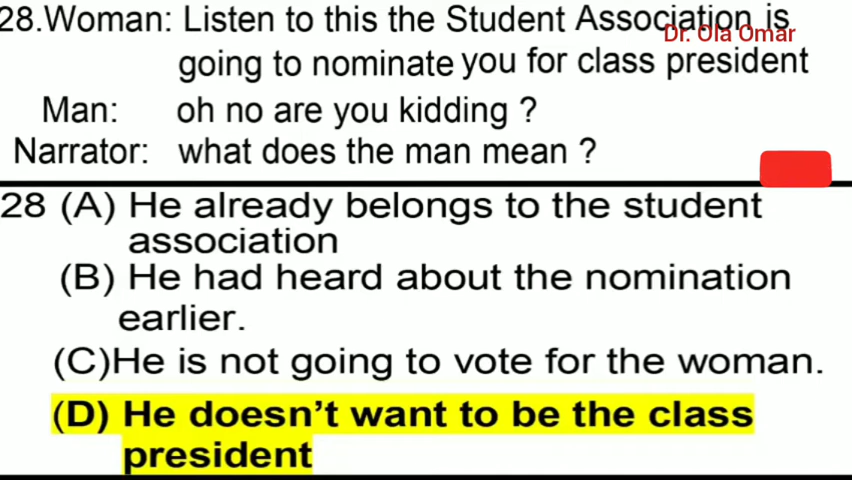 28.Woman: Listen to this the Student Association is
Dr. Ola Omar
going to nominate you for class president
Man: oh no are you kidding ?
Narrator: what does the man mean ?
28 (A) He already belongs to the student
association
(B) He had heard about the nomination
earlier.
(C)He is not going to vote for the woman.
(D) He doesn't want to be the class
president